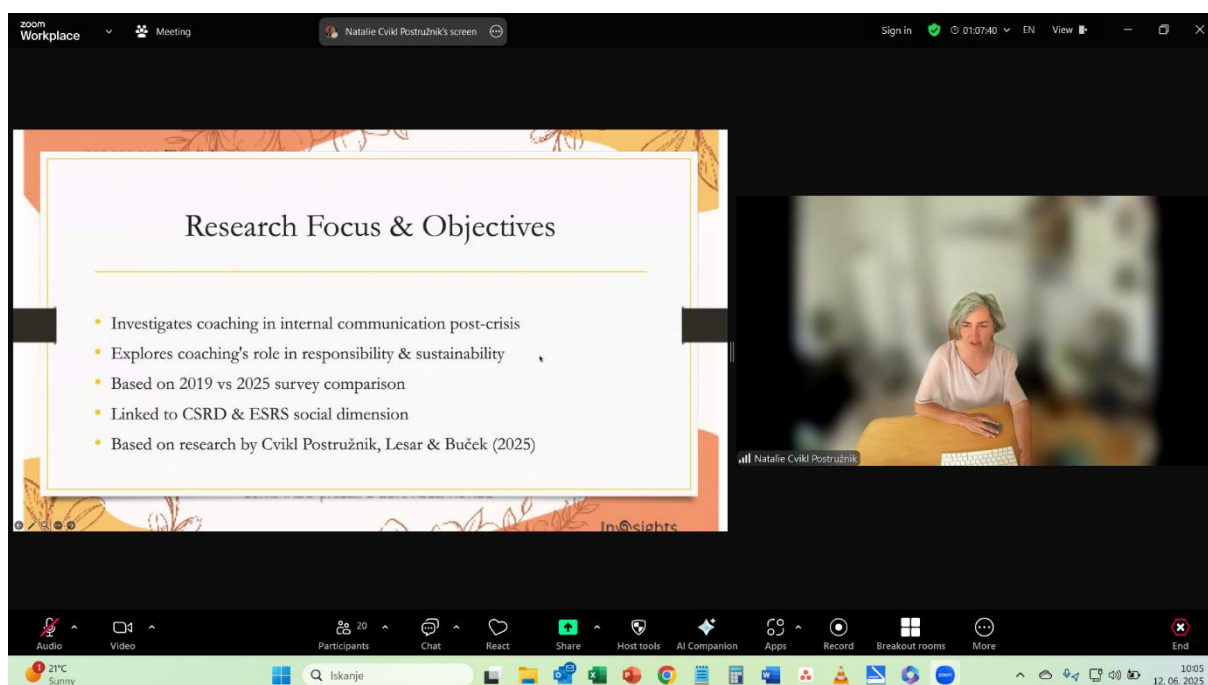 zoom
Workplace
Meeting
Natalie Cvikl Postružnik's screen
Sign in
01:07:40
EN
View
Research Focus & Objectives
• Investigates coaching in internal communication post-crisis
• Explores coaching's role in responsibility & sustainability
• Based on 2019 vs 2025 survey comparison
• Linked to CSRD & ESRS social dimension
• Based on research by Cvikl Postružnik, Lesar & Buček (2025)
Natalie Cvikl Postružnik
Audio
Video
20
Participants
Chat
React
Share
Host tools
AI Companion
Apps
Record
Breakout rooms
More
End
1
21°C
Sunny
Iskanje
zoom
10:05
12. 06. 2025